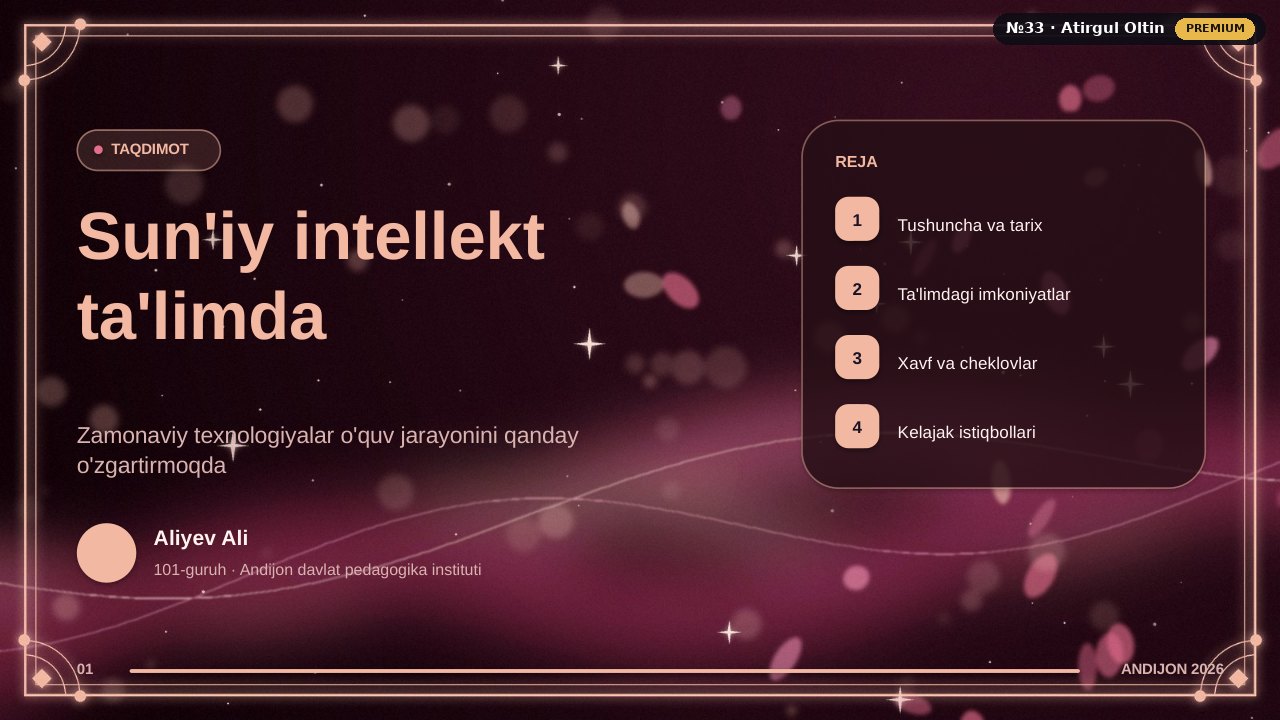 №33 · Atirgul Oltin PREMIUM
TAQDIMOT
Sun'iy intellekt
ta'limda
Zamonaviy texnologiyalar o'quv jarayonini qanday
o'zgartirmoqda
Aliyev Ali
101-guruh · Andijon davlat pedagogika instituti
REJA
1 Tushuncha va tarix
2 Ta'limdagi imkoniyatlar
3 Xavf va cheklovlar
4 Kelajak istiqbollari
01
ANDIJON 2026